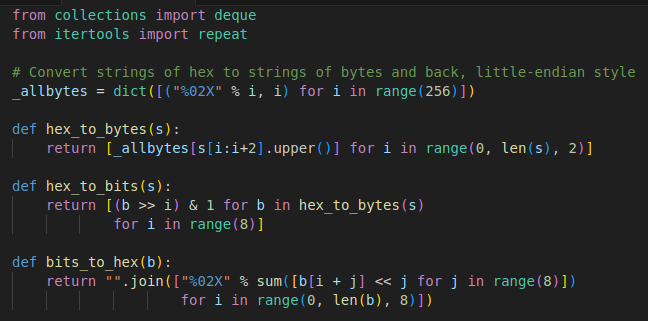 from collections import deque
from itertools import repeat

# Convert strings of hex to strings of bytes and back, little-endian style
_allbytes = dict([("%02X" % i, i) for i in range(256)])

def hex_to_bytes(s):
    return [_allbytes[s[i:i+2].upper()] for i in range(0, len(s), 2)]

def hex_to_bits(s):
    return [(b >> i) & 1 for b in hex_to_bytes(s)
            for i in range(8)]

def bits_to_hex(b):
    return "".join(["%02X" % sum([b[i + j] << j for j in range(8)])
                    for i in range(0, len(b), 8)])